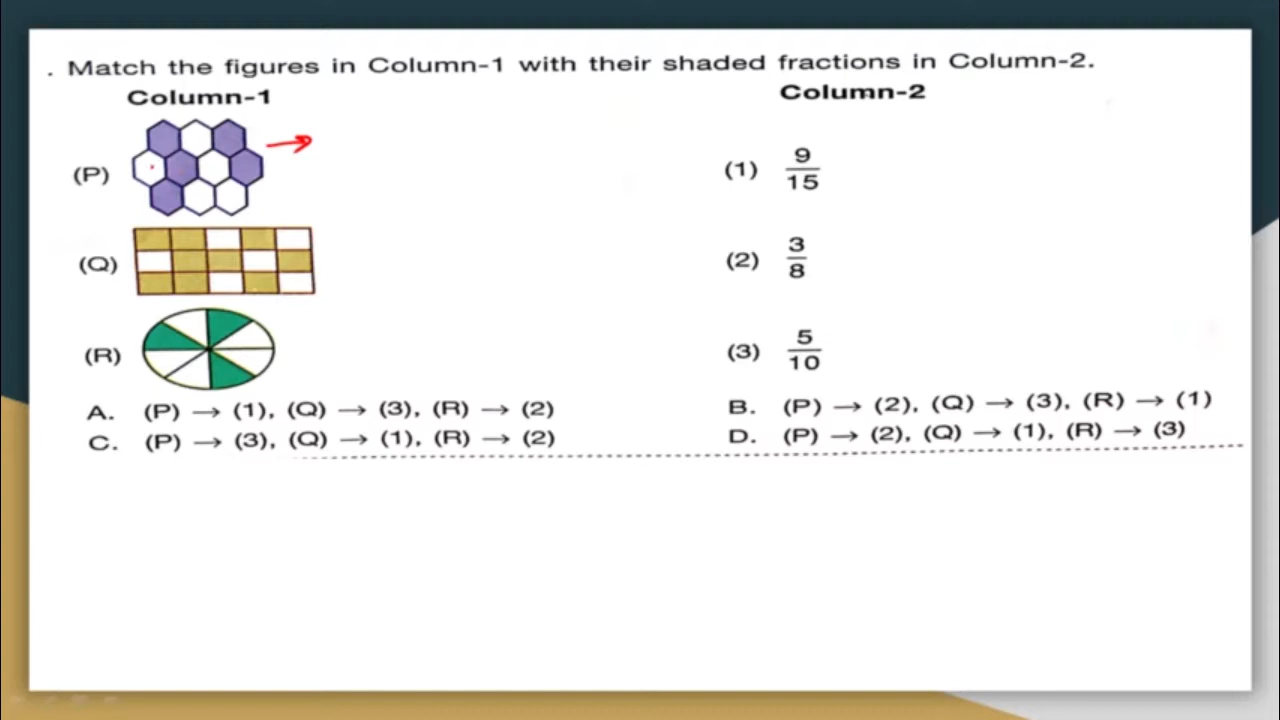 . Match the figures in Column-1 with their shaded fractions in Column-2.
Column-1 Column-2
(P) (1) 9/15
(Q) (2) 3/8
(R) (3) 5/10
A. (P) → (1), (Q) → (3), (R) → (2) B. (P) → (2), (Q) → (3), (R) → (1)
C. (P) → (3), (Q) → (1), (R) → (2) D. (P) → (2), (Q) → (1), (R) → (3)